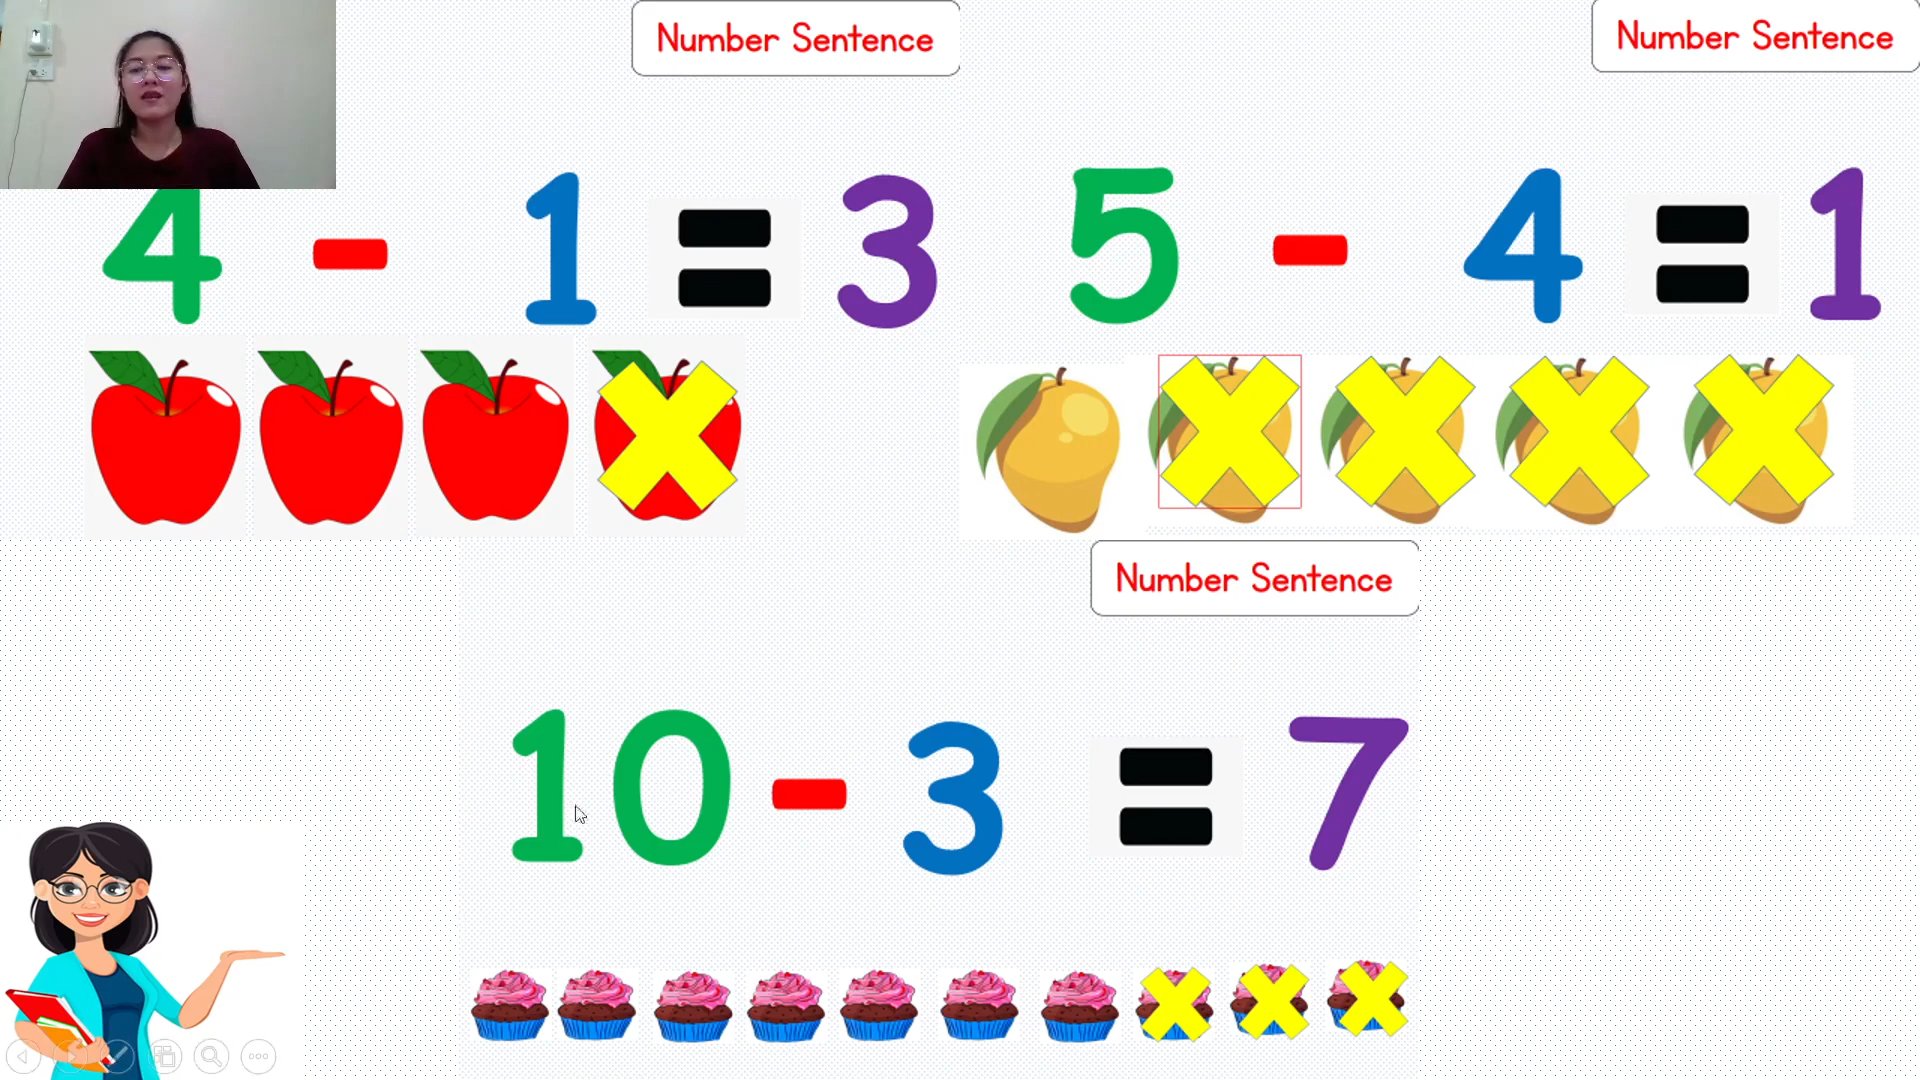 Number Sentence
4 - 1 = 3
Number Sentence
5 - 4 = 1
Number Sentence
10 - 3 = 7